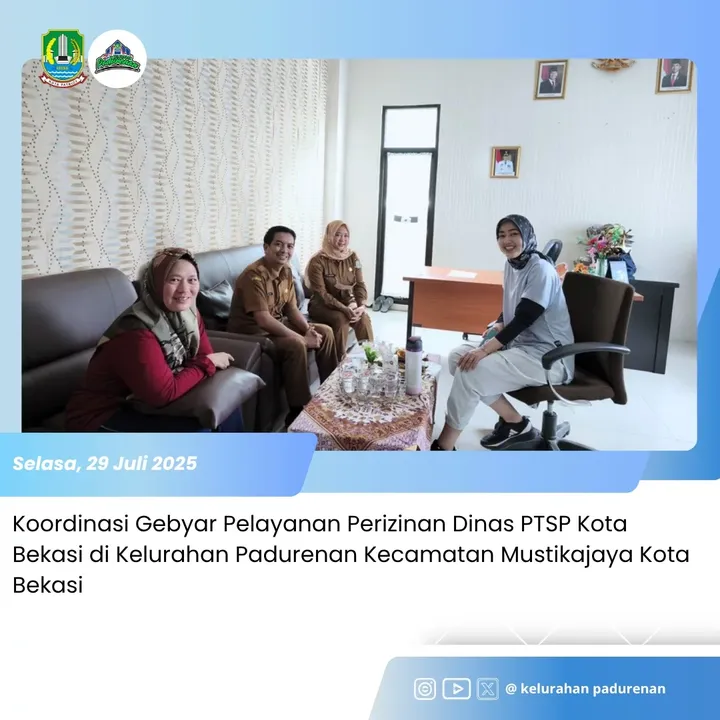 Selasa, 29 Juli 2025
Koordinasi Gebyar Pelayanan Perizinan Dinas PTSP Kota
Bekasi di Kelurahan Padurenan Kecamatan Mustikajaya Kota
Bekasi
@ kelurahan padurenan